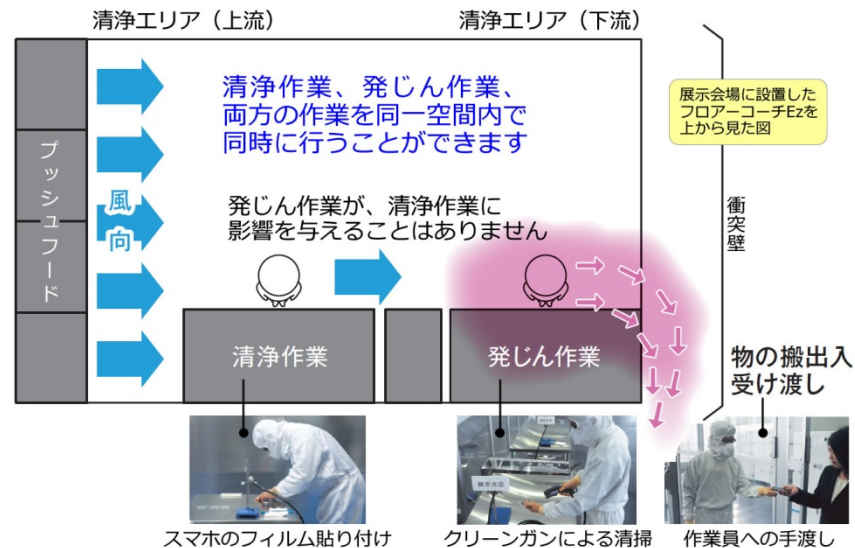 清浄エリア（上流）
清浄エリア（下流）
清浄作業、発じん作業、
両方の作業を同一空間内で
同時に行うことができます
展示会場に設置した
フロアーコーチEzを
上から見た図
プッシュフード
風向
発じん作業が、清浄作業に
影響を与えることはありません
衝突壁
清浄作業
発じん作業
物の搬出入
受け渡し
スマホのフィルム貼り付け
クリーンガンによる清掃
作業員への手渡し